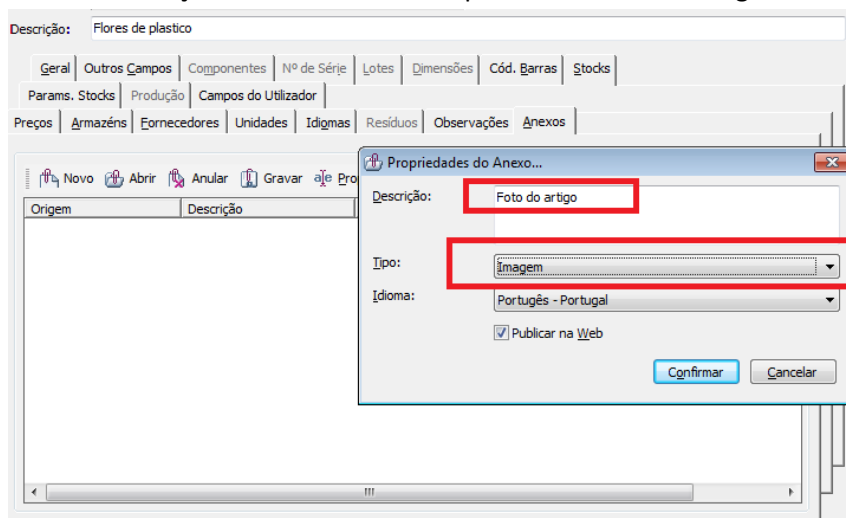 Descrição: Flores de plastico
Geral Outros Campos Componentes Nº de Série Lotes Dimensões Cód. Barras Stocks
Params. Stocks Produção Campos do Utilizador
Preços Armazéns Fornecedores Unidades Idiomas Resíduos Observações Anexos
Novo Abrir Anular Gravar
Origem Descrição
Propriedades do Anexo...
Descrição: Foto do artigo
Tipo: Imagem
Idioma: Portugês - Portugal
Publicar na Web
Confirmar Cancelar